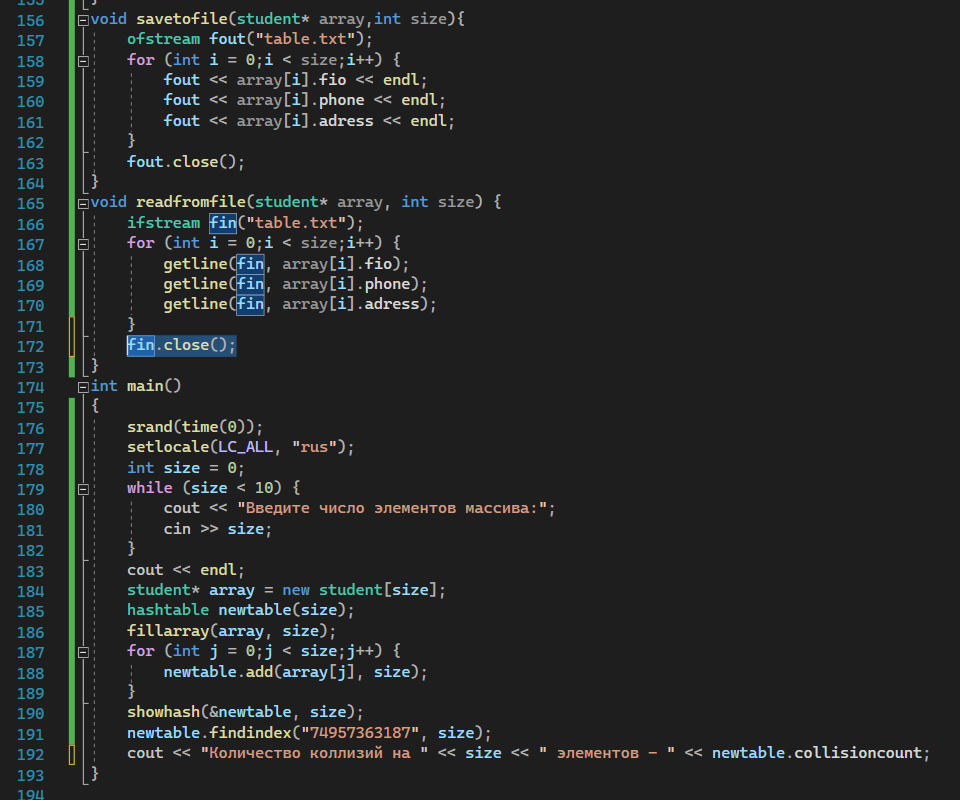 155 }
156 void savetofile(student* array,int size){
157 ofstream fout("table.txt");
158 for (int i = 0;i < size;i++) {
159 fout << array[i].fio << endl;
160 fout << array[i].phone << endl;
161 fout << array[i].adress << endl;
162 }
163 fout.close();
164 }
165 void readfromfile(student* array, int size) {
166 ifstream fin("table.txt");
167 for (int i = 0;i < size;i++) {
168 getline(fin, array[i].fio);
169 getline(fin, array[i].phone);
170 getline(fin, array[i].adress);
171 }
172 fin.close();
173 }
174 int main()
175 {
176 srand(time(0));
177 setlocale(LC_ALL, "rus");
178 int size = 0;
179 while (size < 10) {
180 cout << "Введите число элементов массива:";
181 cin >> size;
182 }
183 cout << endl;
184 student* array = new student[size];
185 hashtable newtable(size);
186 fillarray(array, size);
187 for (int j = 0;j < size;j++) {
188 newtable.add(array[j], size);
189 }
190 showhash(&newtable, size);
191 newtable.findindex("74957363187", size);
192 cout << "Количество коллизий на " << size << " элементов - " << newtable.collisioncount;
193 }
194